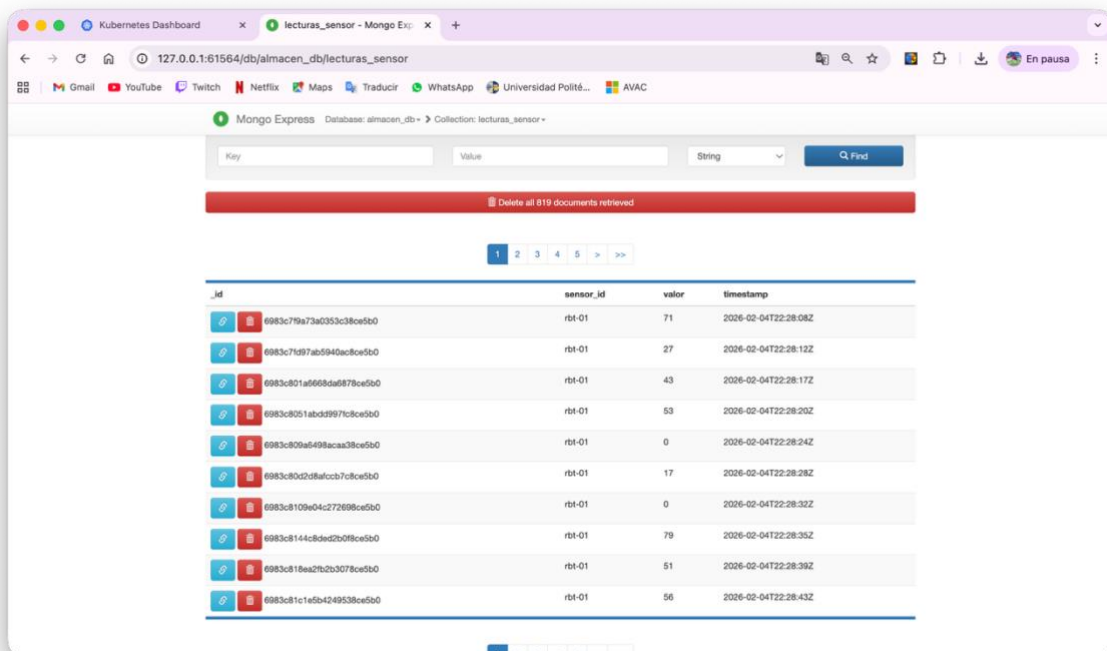 Kubernetes Dashboard
lecturas_sensor - Mongo Exp
127.0.0.1:61564/db/almacen_db/lecturas_sensor
En pausa
Gmail YouTube Twitch Netflix Maps Traducir WhatsApp Universidad Polité... AVAC
Mongo Express Database: almacen_db Collection: lecturas_sensor
Key Value String Find
Delete all 819 documents retrieved
1 2 3 4 5 > >>
_id sensor_id valor timestamp
6983c7f9a73a0353c38ce5b0 rbt-01 71 2026-02-04T22:28:08Z
6983c7fd97ab5940ac8ce5b0 rbt-01 27 2026-02-04T22:28:12Z
6983c801a6668da6878ce5b0 rbt-01 43 2026-02-04T22:28:17Z
6983c8051abdd997fc8ce5b0 rbt-01 53 2026-02-04T22:28:20Z
6983c809a6498acaa38ce5b0 rbt-01 0 2026-02-04T22:28:24Z
6983c80d2d8afccb7c8ce5b0 rbt-01 17 2026-02-04T22:28:28Z
6983c8109e04c272698ce5b0 rbt-01 0 2026-02-04T22:28:32Z
6983c8144c8ded2b0f8ce5b0 rbt-01 79 2026-02-04T22:28:35Z
6983c818ea2fb2b3078ce5b0 rbt-01 51 2026-02-04T22:28:39Z
6983c81c1e5b4249538ce5b0 rbt-01 56 2026-02-04T22:28:43Z